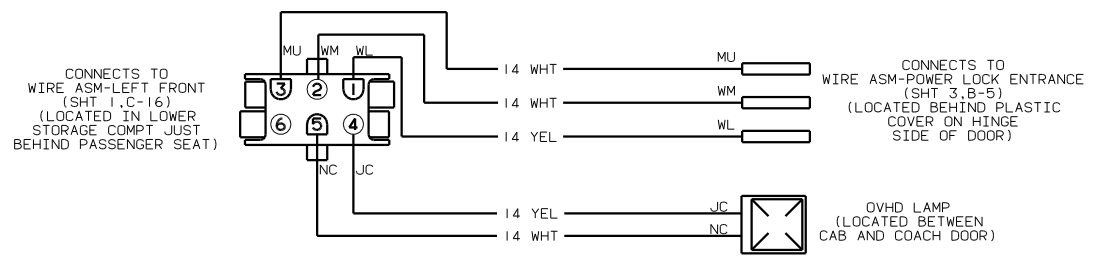 CONNECTS TO
WIRE ASM-LEFT FRONT
(SHT 1,C-16)
(LOCATED IN LOWER
STORAGE COMPT JUST
BEHIND PASSENGER SEAT)
MU
WM
WL
3
2
1
6
5
4
NC
JC
14 WHT
MU
14 WHT
WM
14 YEL
WL
CONNECTS TO
WIRE ASM-POWER LOCK ENTRANCE
(SHT 3,B-5)
(LOCATED BEHIND PLASTIC
COVER ON HINGE
SIDE OF DOOR)
14 YEL
JC
14 WHT
NC
OVHD LAMP
(LOCATED BETWEEN
CAB AND COACH DOOR)